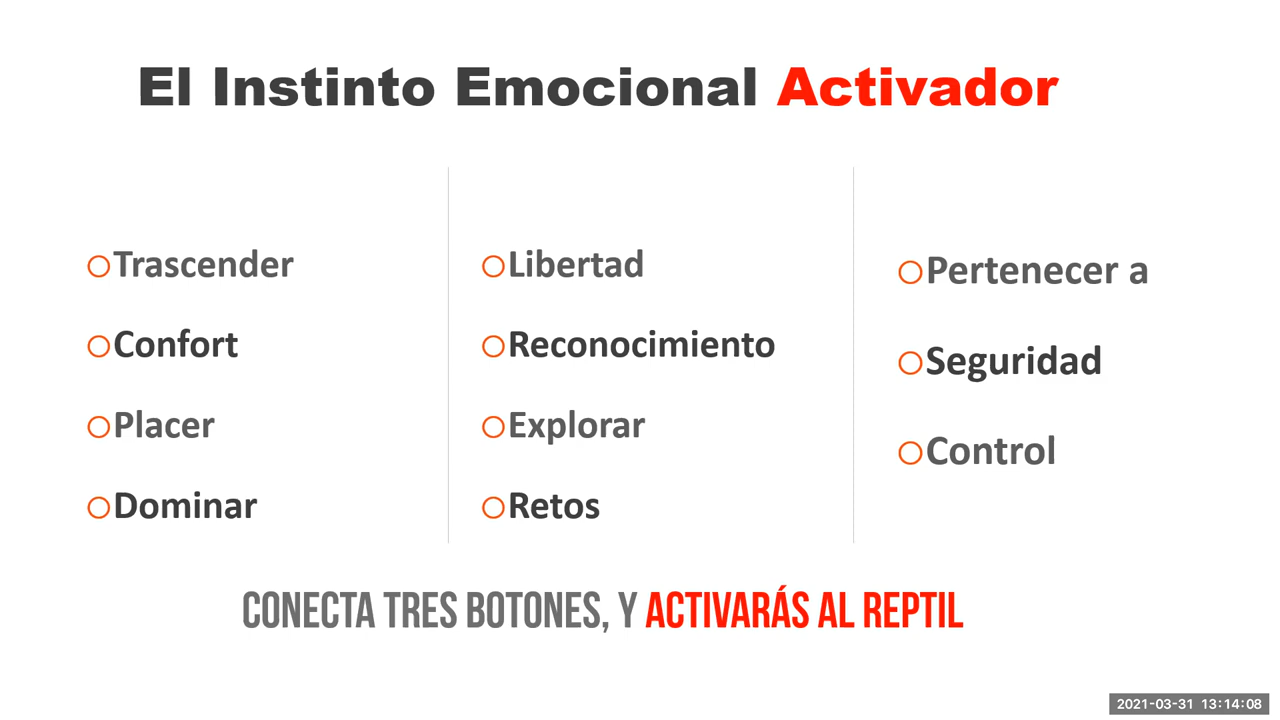 El Instinto Emocional Activador
Trascender
Confort
Placer
Dominar
Libertad
Reconocimiento
Explorar
Retos
Pertenecer a
Seguridad
Control
CONECTA TRES BOTONES, Y ACTIVARÁS AL REPTIL
2021-03-31 13:14:08